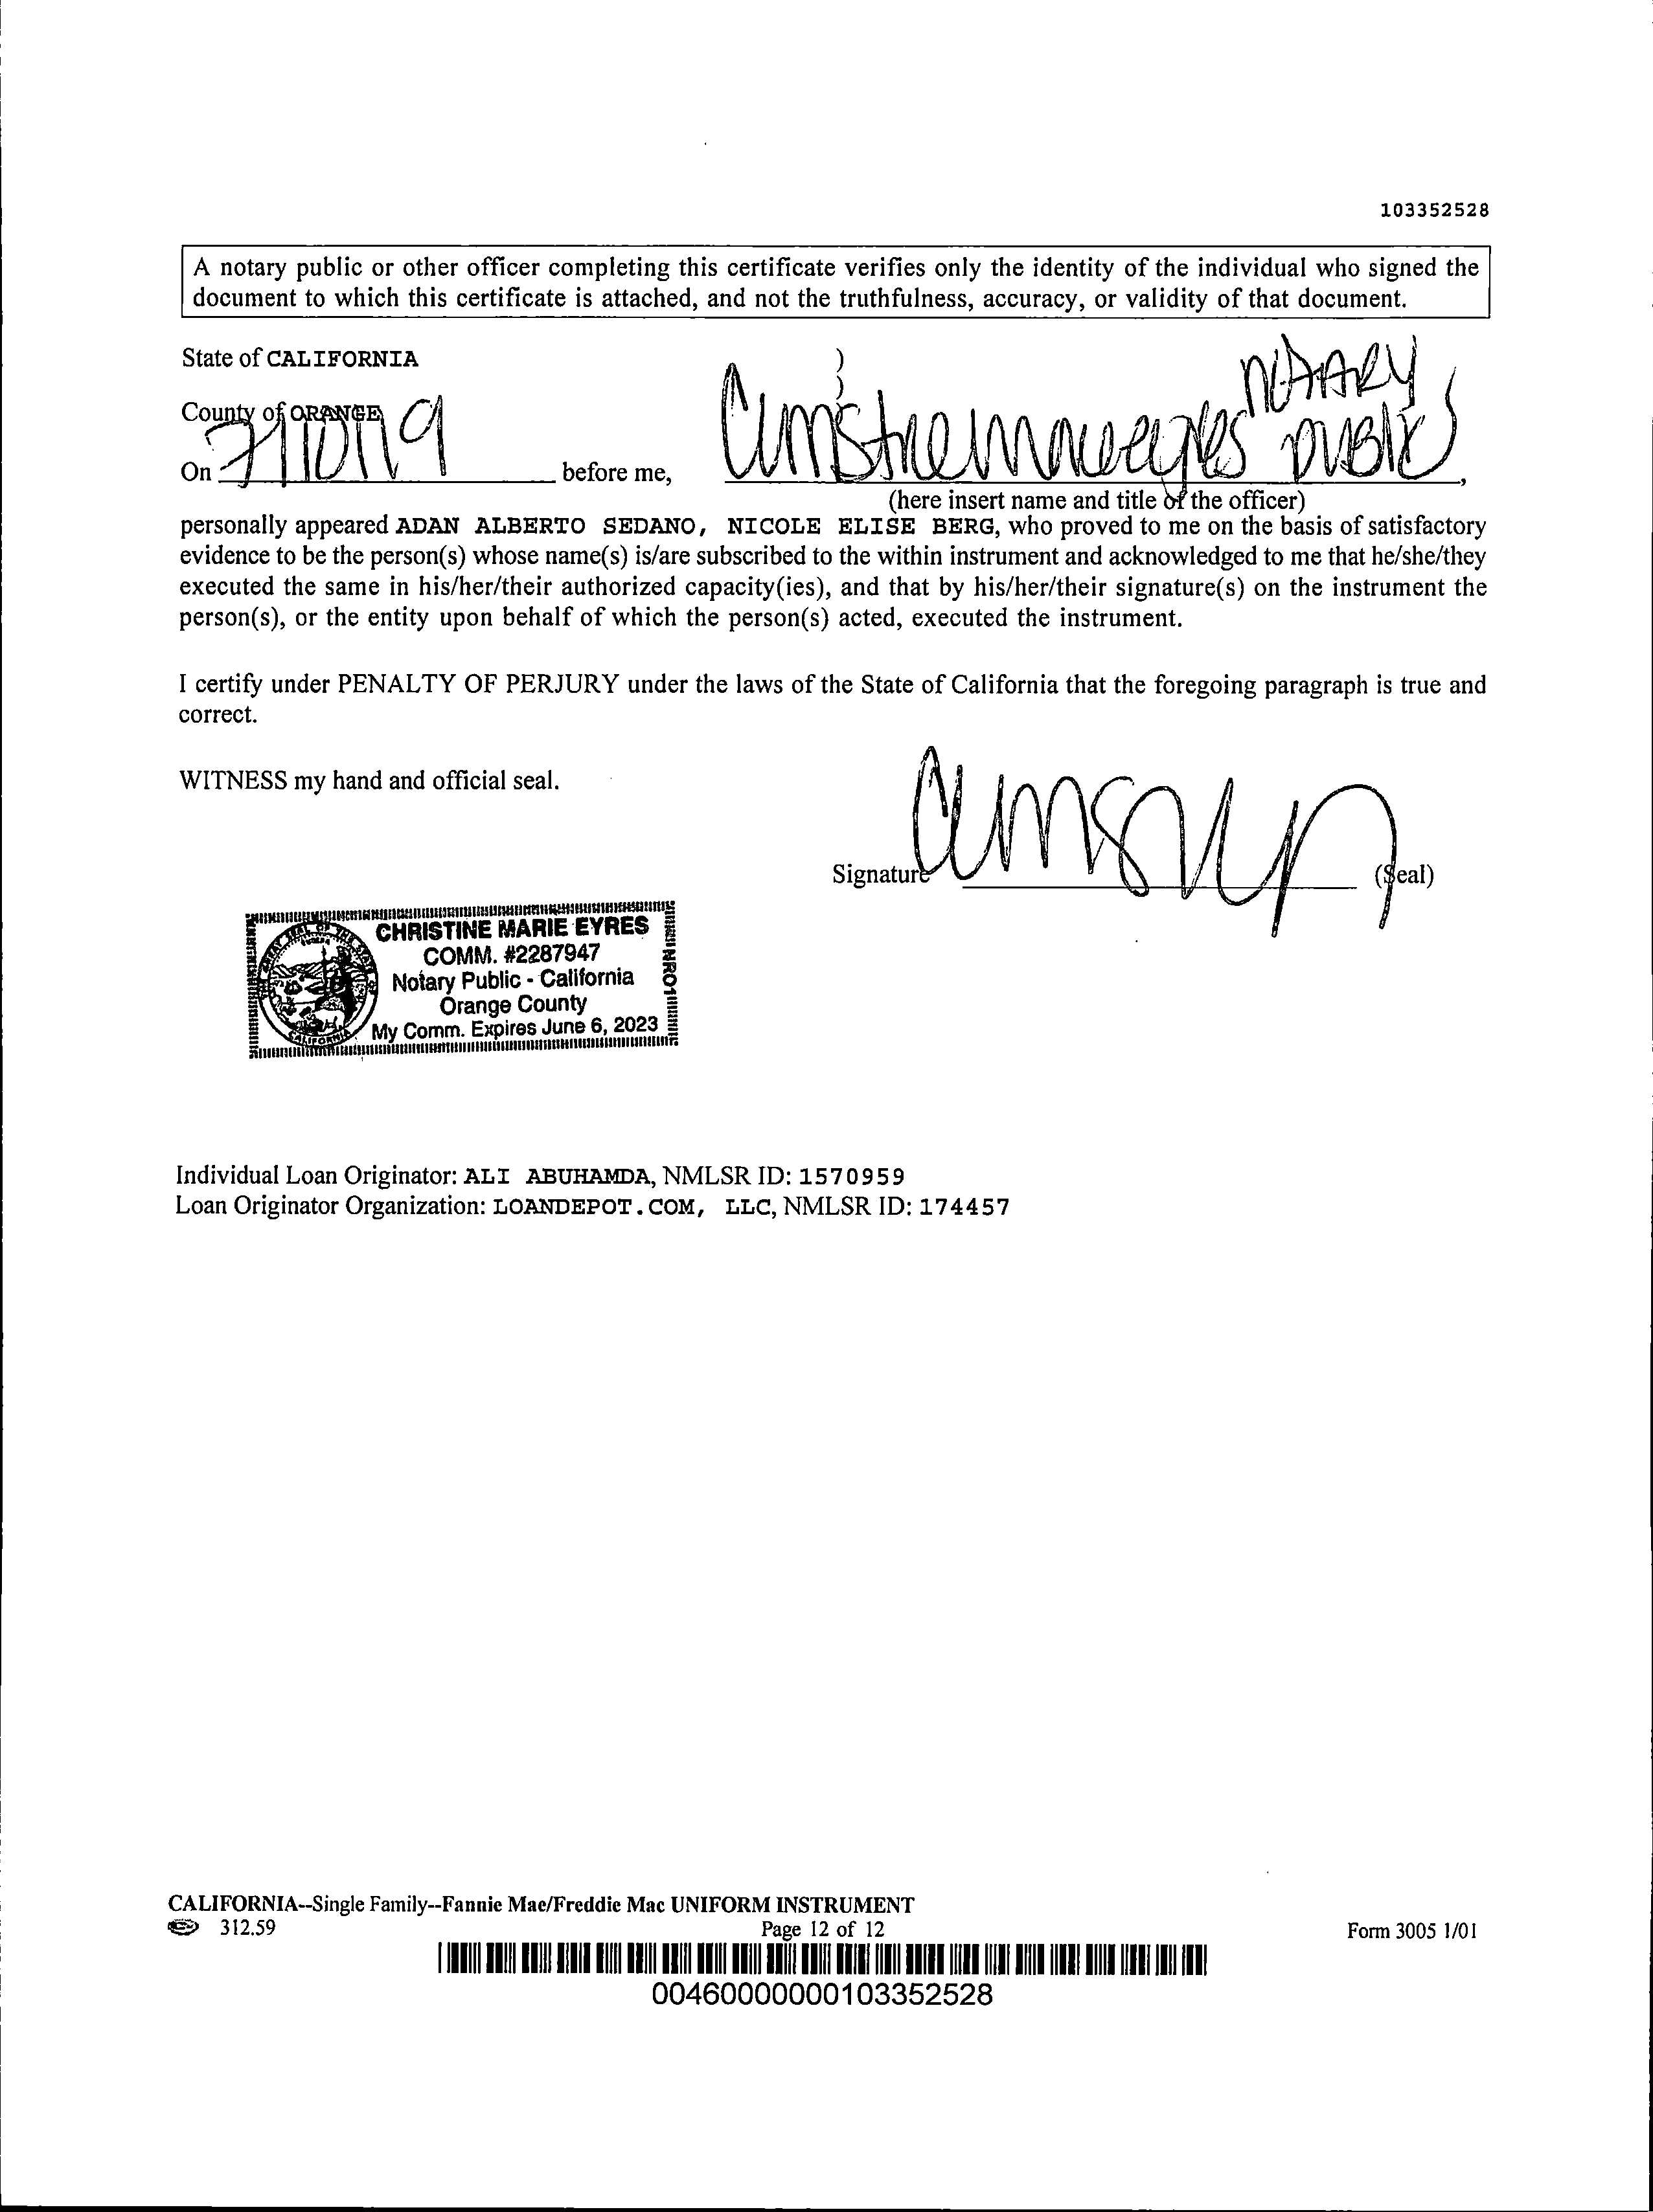 103352528
A notary public or other officer completing this certificate verifies only the identity of the individual who signed the
document to which this certificate is attached, and not the truthfulness, accuracy, or validity of that document.
State of CALIFORNIA )
)
County of ORANGE
NOTARY
On 7/10/19 before me, Christine Marie Eyres PUBLIC,
(here insert name and title of the officer)
personally appeared ADAN ALBERTO SEDANO, NICOLE ELISE BERG, who proved to me on the basis of satisfactory
evidence to be the person(s) whose name(s) is/are subscribed to the within instrument and acknowledged to me that he/she/they
executed the same in his/her/their authorized capacity(ies), and that by his/her/their signature(s) on the instrument the
person(s), or the entity upon behalf of which the person(s) acted, executed the instrument.
I certify under PENALTY OF PERJURY under the laws of the State of California that the foregoing paragraph is true and
correct.
WITNESS my hand and official seal.
Signature (Seal)
CHRISTINE MARIE EYRES
COMM. #2287947
Notary Public - California
Orange County
My Comm. Expires June 6, 2023
NRO1
Individual Loan Originator: ALI ABUHAMDA, NMLSR ID: 1570959
Loan Originator Organization: LOANDEPOT.COM, LLC, NMLSR ID: 174457
CALIFORNIA--Single Family--Fannie Mae/Freddie Mac UNIFORM INSTRUMENT
312.59 Page 12 of 12 Form 3005 1/01
00460000000103352528